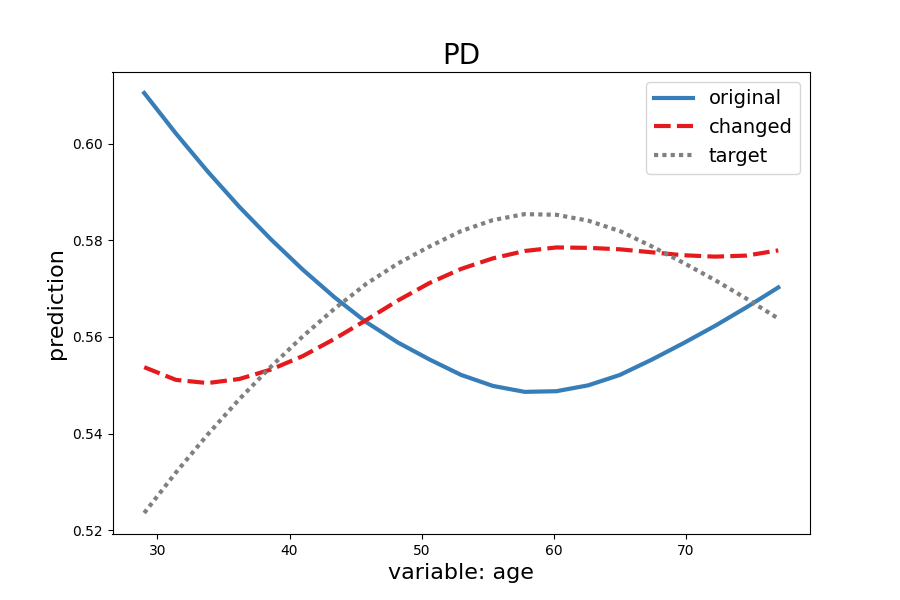 PD
original
changed
target
0.60
0.58
0.56
0.54
0.52
prediction
30 40 50 60 70
variable: age